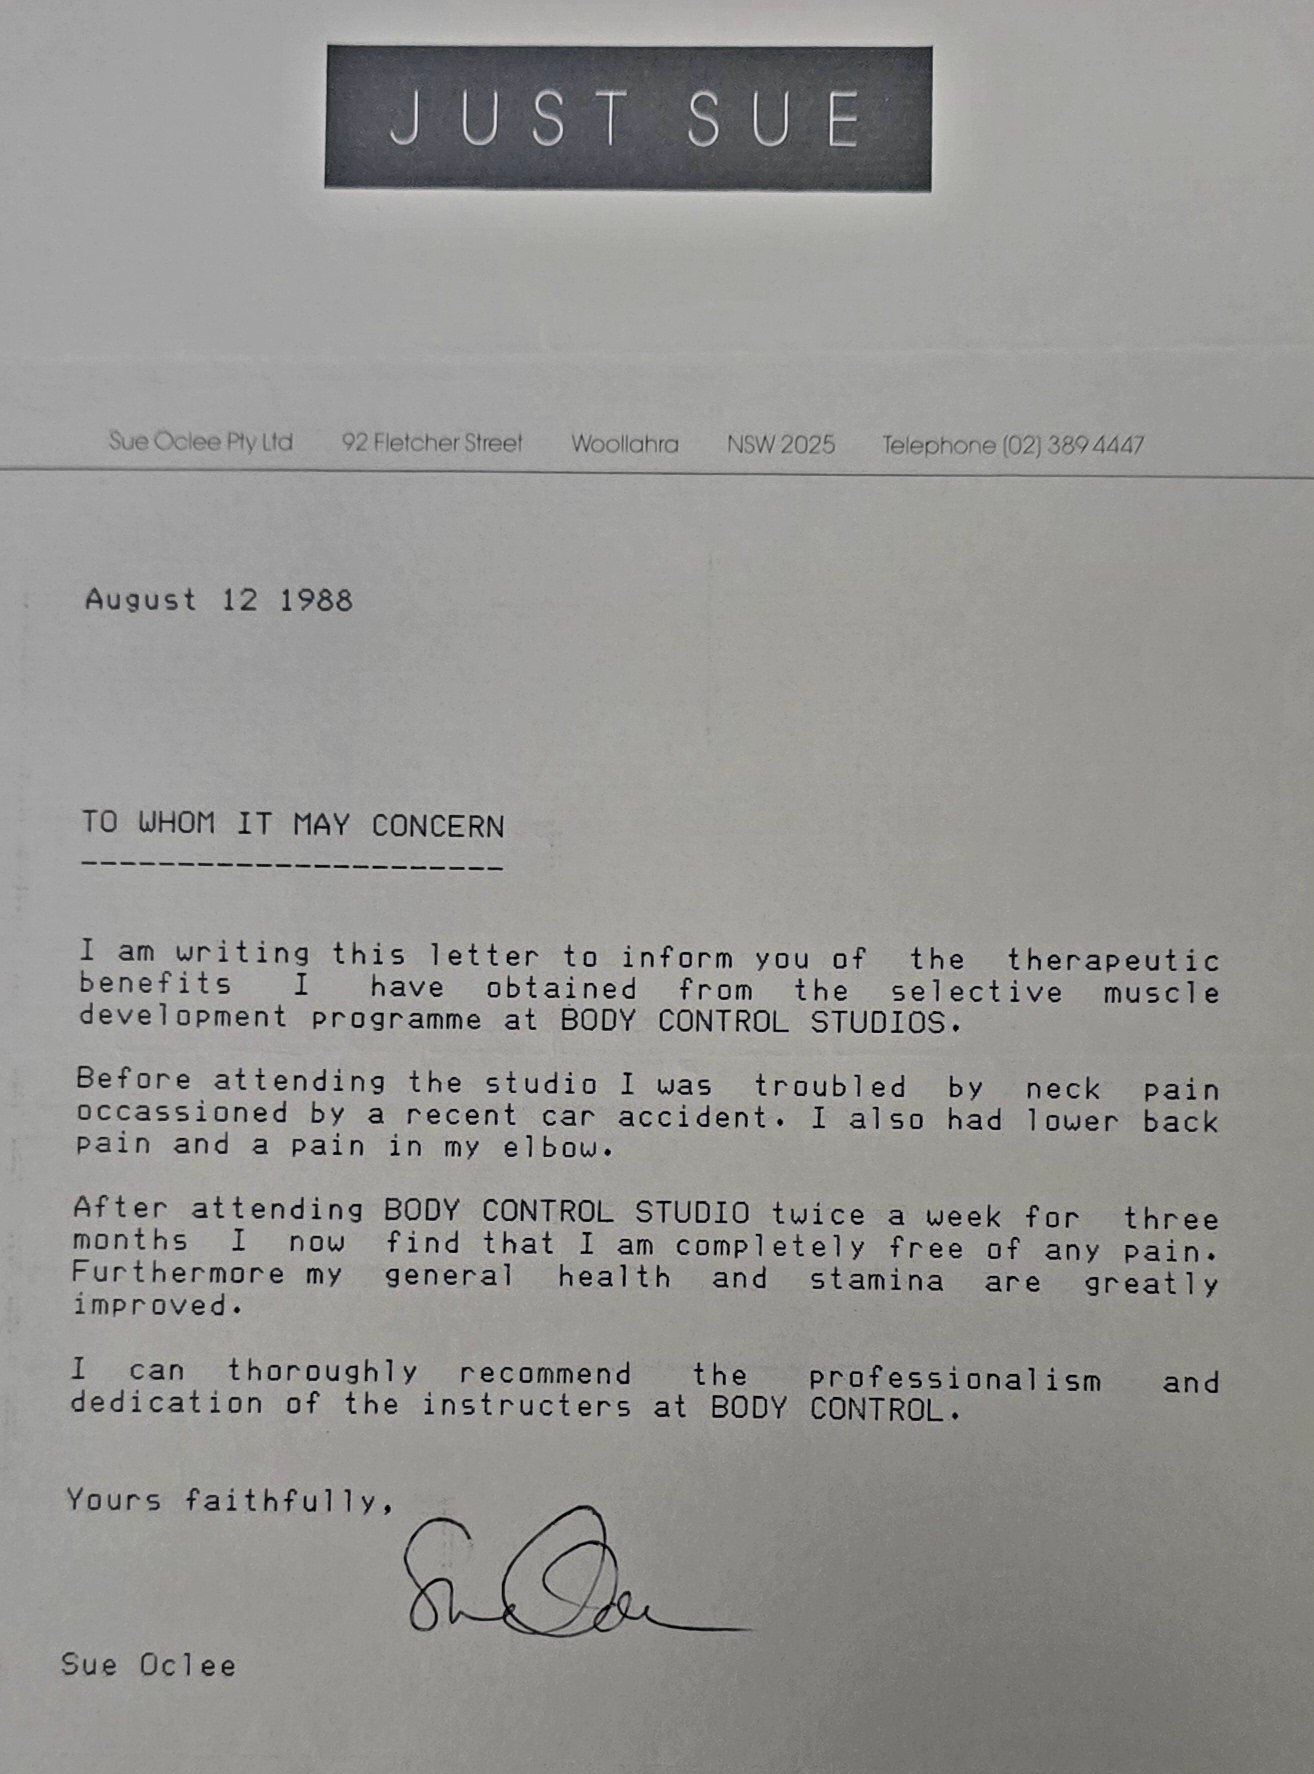 JUST SUE
Sue Oclee Pty Ltd 92 Fletcher Street Woollahra NSW 2025 Telephone (02) 389 4447
August 12 1988
TO WHOM IT MAY CONCERN
----------------------
I am writing this letter to inform you of the therapeutic
benefits I have obtained from the selective muscle
development programme at BODY CONTROL STUDIOS.
Before attending the studio I was troubled by neck pain
occassioned by a recent car accident. I also had lower back
pain and a pain in my elbow.
After attending BODY CONTROL STUDIO twice a week for three
months I now find that I am completely free of any pain.
Furthermore my general health and stamina are greatly
improved.
I can thoroughly recommend the professionalism and
dedication of the instructers at BODY CONTROL.
Yours faithfully,
Sue Oclee
Sue Oclee